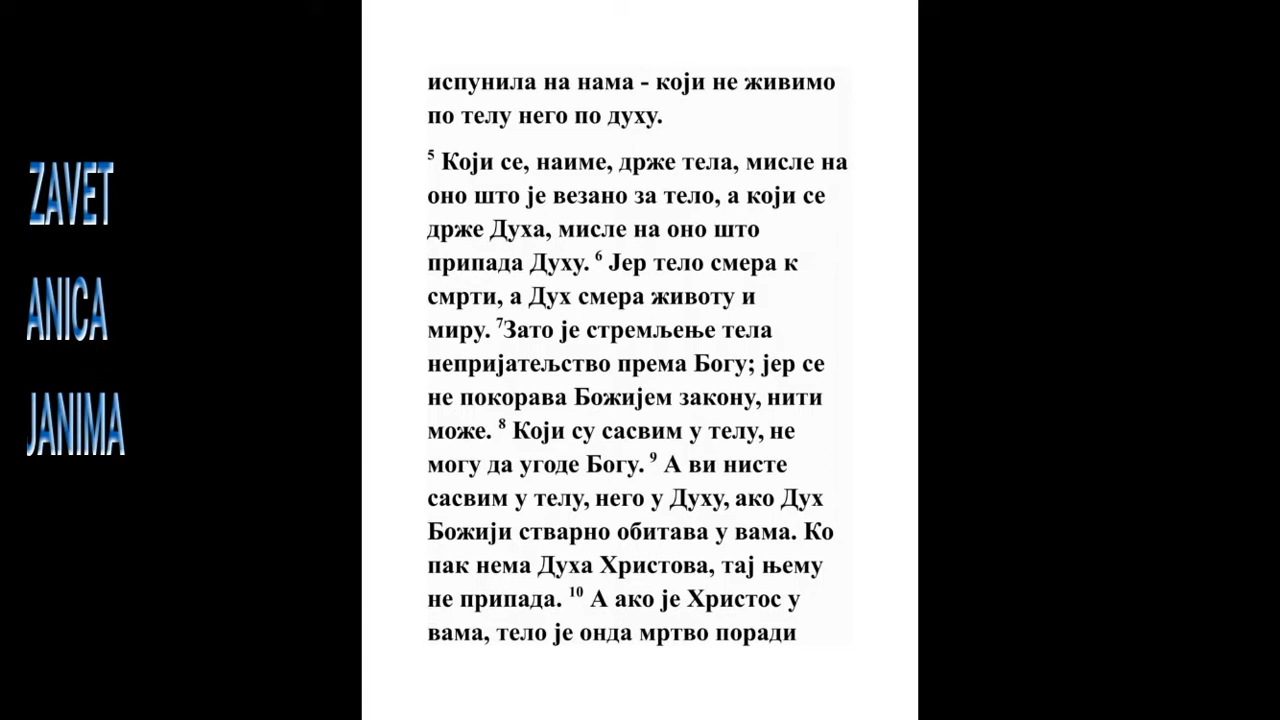 ZAVET
ANICA
JANIMA
испунила на нама - који не живимо
по телу него по духу.
5 Који се, наиме, држе тела, мисле на
оно што је везано за тело, а који се
држе Духа, мисле на оно што
припада Духу. 6 Јер тело смера к
смрти, а Дух смера животу и
миру. 7Зато је стремљење тела
непријатељство према Богу; јер се
не покорава Божијем закону, нити
може. 8 Који су сасвим у телу, не
могу да угоде Богу. 9 А ви нисте
сасвим у телу, него у Духу, ако Дух
Божији стварно обитава у вама. Ко
пак нема Духа Христова, тај њему
не припада. 10 А ако је Христос у
вама, тело је онда мртво поради